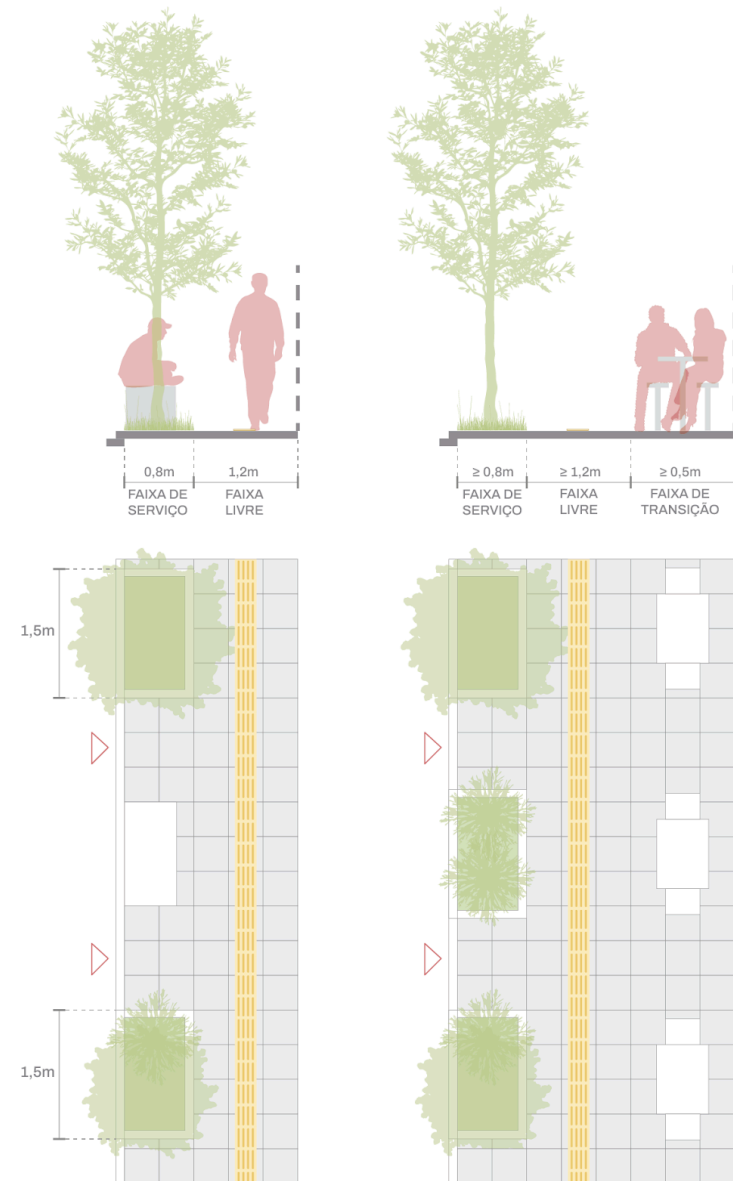 0,8m
1,2m
FAIXA DE
SERVIÇO
FAIXA
LIVRE
≥ 0,8m
≥ 1,2m
≥ 0,5m
FAIXA DE
SERVIÇO
FAIXA
LIVRE
FAIXA DE
TRANSIÇÃO
1,5m
1,5m